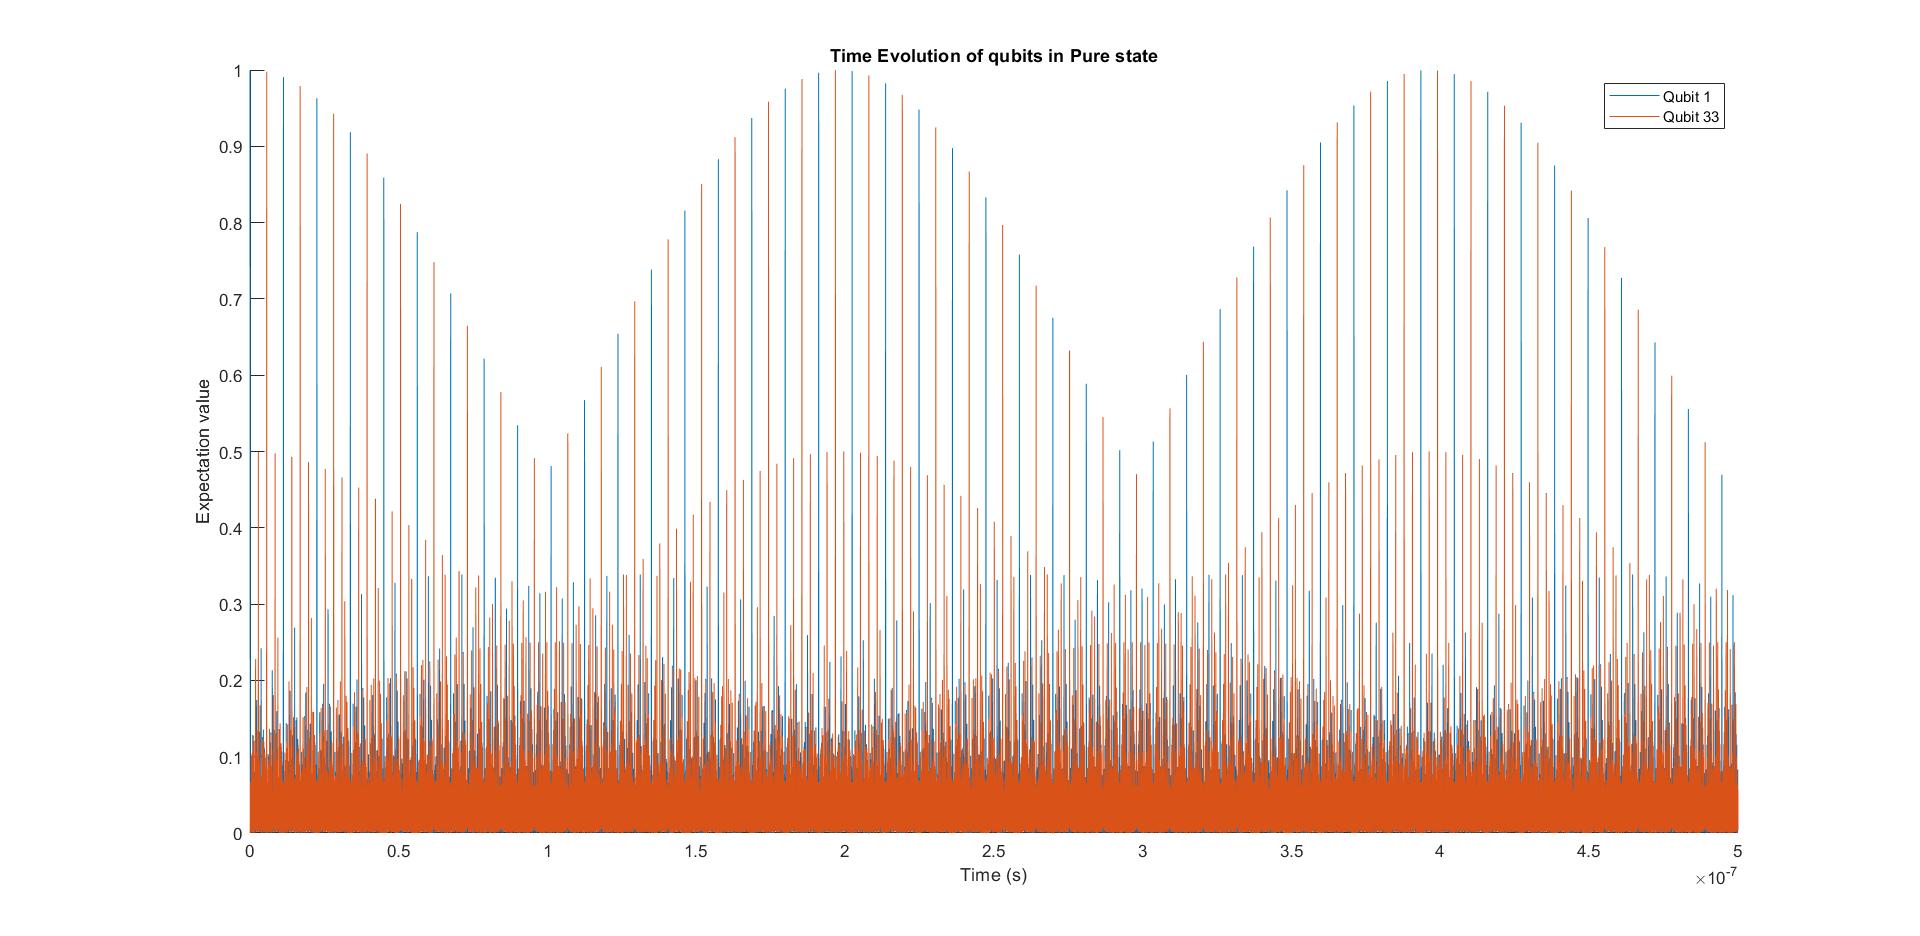 Time Evolution of qubits in Pure state
1
0.9
0.8
0.7
0.6
0.5
0.4
0.3
0.2
0.1
0
Expectation value
Qubit 1
Qubit 33
0 0.5 1 1.5 2 2.5 3 3.5 4 4.5 5
Time (s)
×10-7